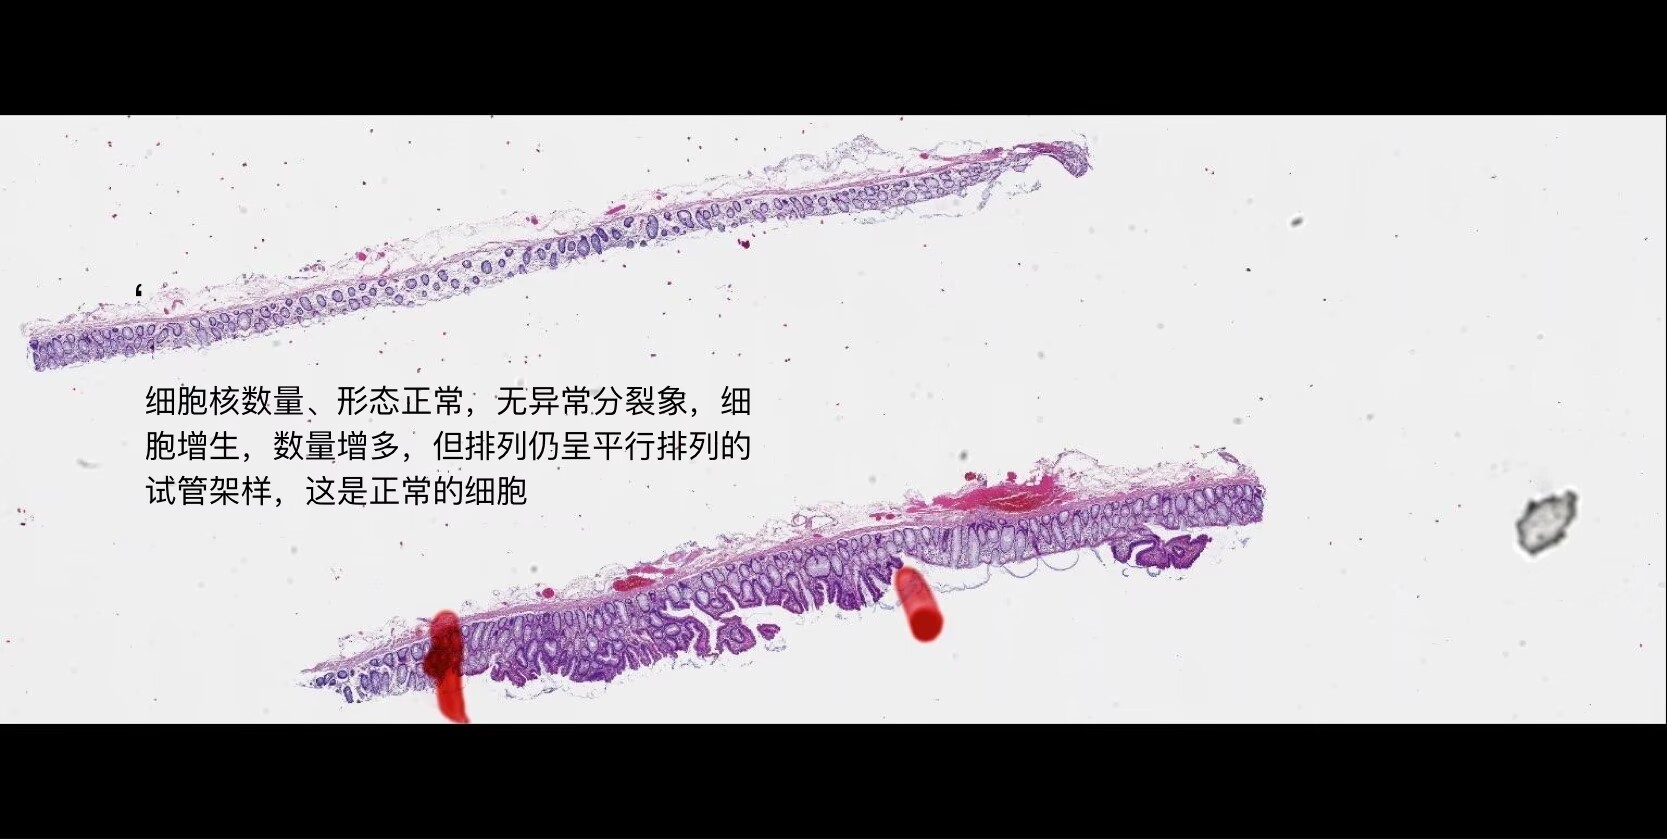 ‘
细胞核数量、形态正常，无异常分裂象，细
胞增生，数量增多，但排列仍呈平行排列的
试管架样，这是正常的细胞